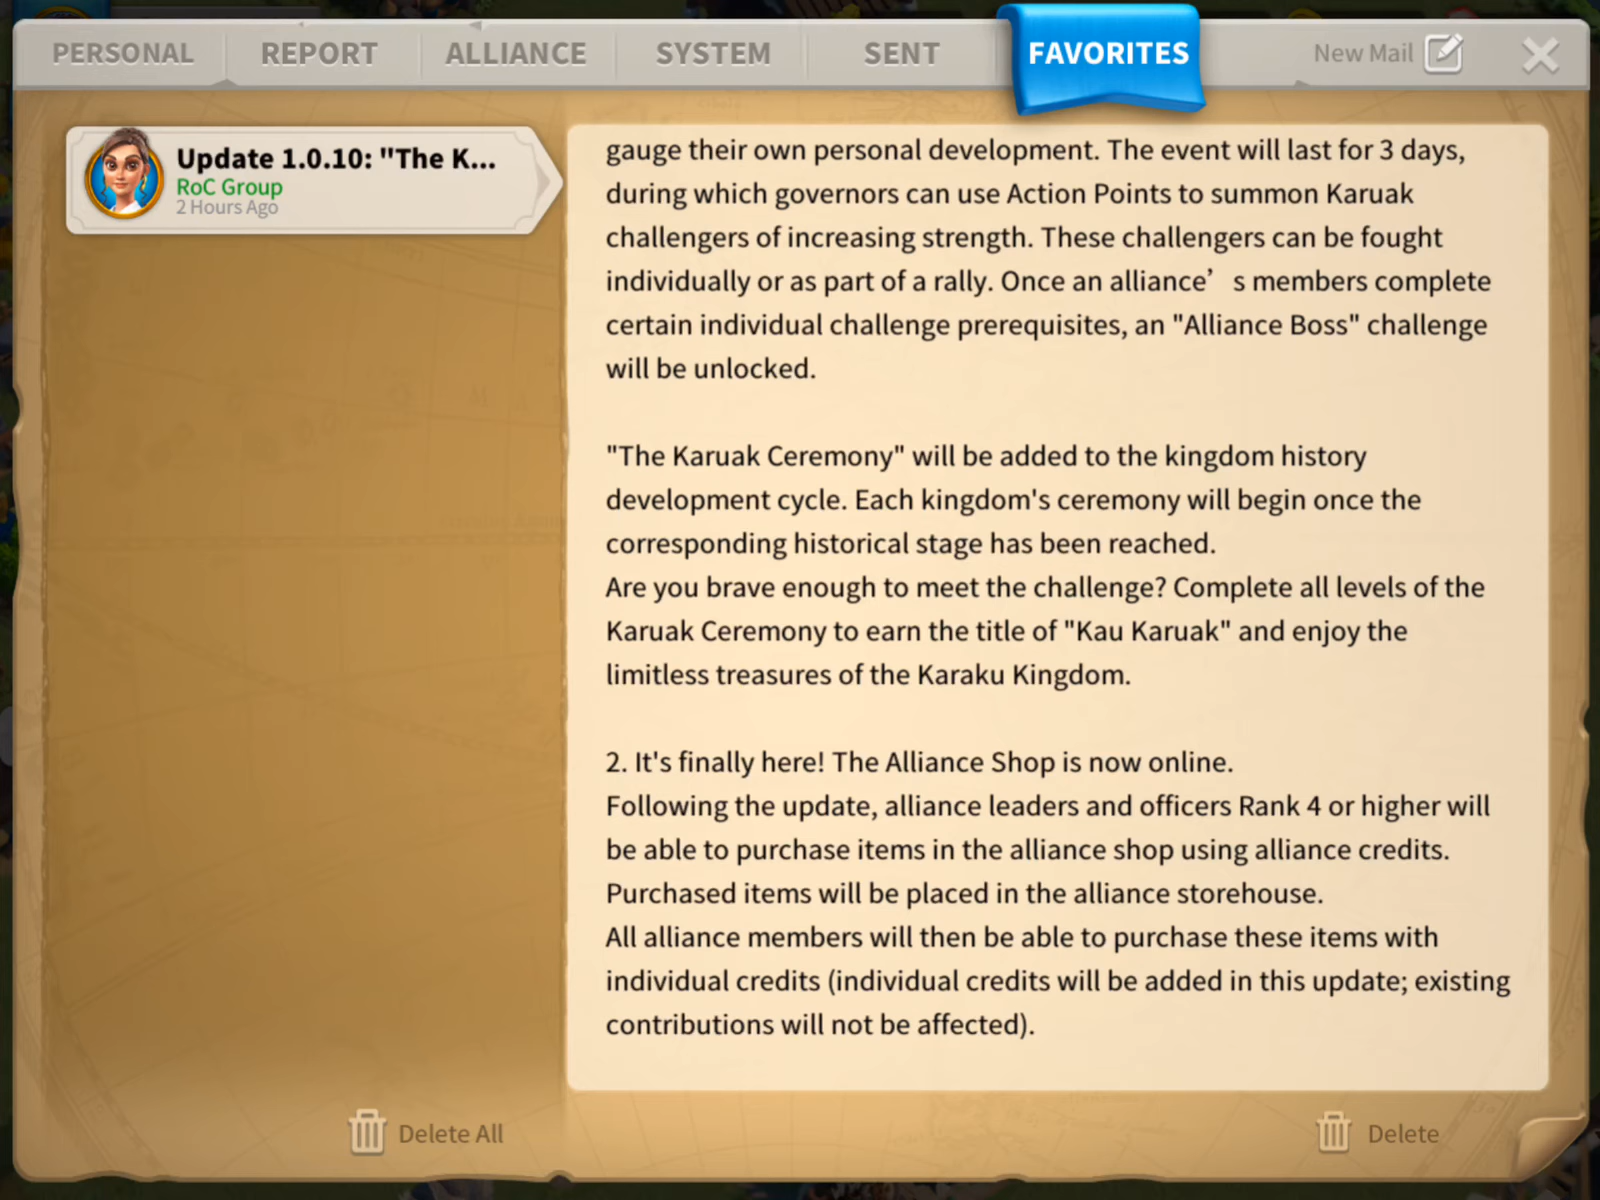 PERSONAL
REPORT
ALLIANCE
SYSTEM
SENT
FAVORITES
New Mail
Update 1.0.10: "The K...
RoC Group
2 Hours Ago
gauge their own personal development. The event will last for 3 days,
during which governors can use Action Points to summon Karuak
challengers of increasing strength. These challengers can be fought
individually or as part of a rally. Once an alliance’ s members complete
certain individual challenge prerequisites, an "Alliance Boss" challenge
will be unlocked.
"The Karuak Ceremony" will be added to the kingdom history
development cycle. Each kingdom's ceremony will begin once the
corresponding historical stage has been reached.
Are you brave enough to meet the challenge? Complete all levels of the
Karuak Ceremony to earn the title of "Kau Karuak" and enjoy the
limitless treasures of the Karaku Kingdom.
2. It's finally here! The Alliance Shop is now online.
Following the update, alliance leaders and officers Rank 4 or higher will
be able to purchase items in the alliance shop using alliance credits.
Purchased items will be placed in the alliance storehouse.
All alliance members will then be able to purchase these items with
individual credits (individual credits will be added in this update; existing
contributions will not be affected).
Delete All
Delete